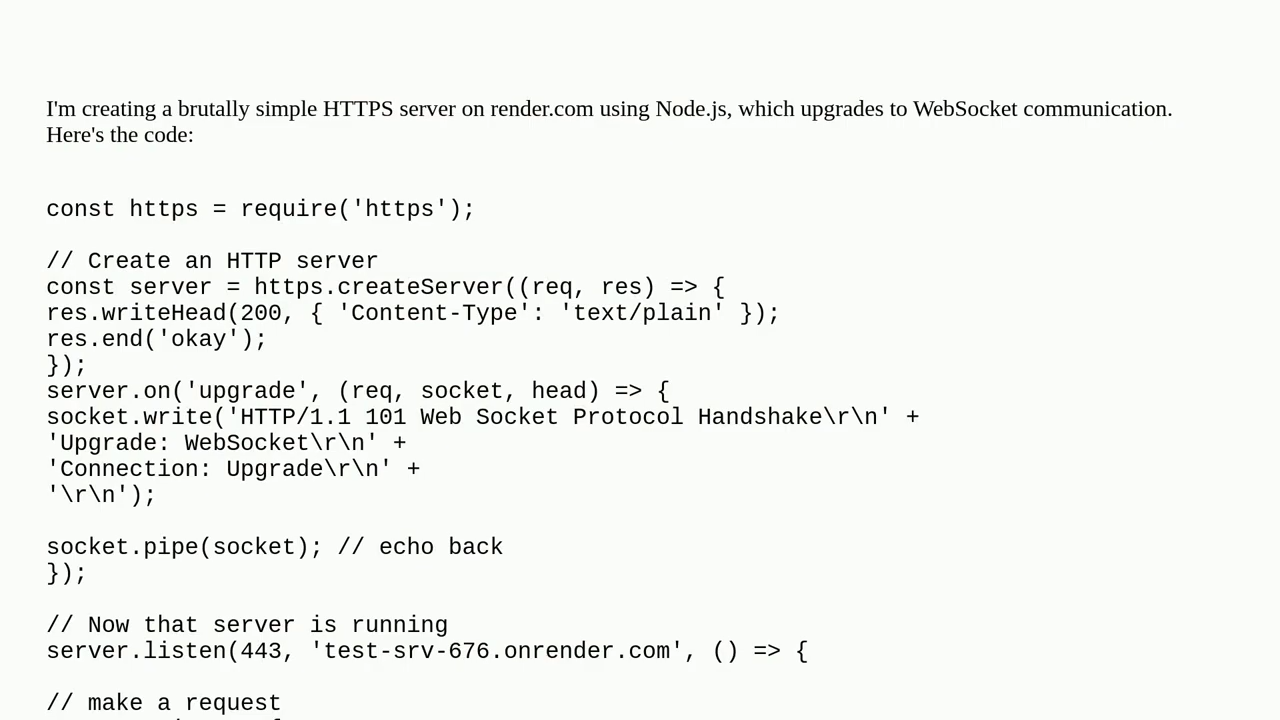 I'm creating a brutally simple HTTPS server on render.com using Node.js, which upgrades to WebSocket communication.
Here's the code:
const https = require('https');
// Create an HTTP server
const server = https.createServer((req, res) => {
res.writeHead(200, { 'Content-Type': 'text/plain' });
res.end('okay');
});
server.on('upgrade', (req, socket, head) => {
socket.write('HTTP/1.1 101 Web Socket Protocol Handshake\r\n' +
'Upgrade: WebSocket\r\n' +
'Connection: Upgrade\r\n' +
'\r\n');
socket.pipe(socket); // echo back
});
// Now that server is running
server.listen(443, 'test-srv-676.onrender.com', () => {
// make a request